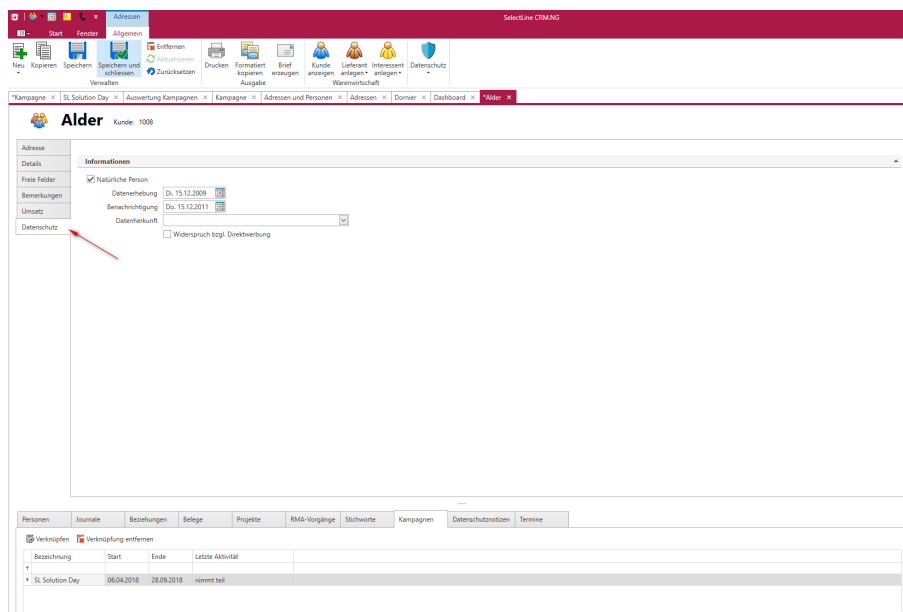 Adressen
SelectLine CRM.NG
Start Fenster Allgemein
Neu Kopieren Speichern Speichern und schliessen Entfernen Aktualisieren Zurücksetzen Drucken Formatiert kopieren Brief erzeugen Kunde anzeigen Lieferant anlegen Interessent anlegen Datenschutz
Verwalten Ausgabe Warenwirtschaft
*Kampagne × SL Solution Day × Auswertung Kampagnen × Kampagne × Adressen und Personen × Adressen × Dornier × Dashboard × *Alder ×
Alder Kunde: 1008
Adresse
Details
Freie Felder
Bemerkungen
Umsatz
Datenschutz
Informationen
Natürliche Person
Datenerhebung Di. 15.12.2009
Benachrichtigung Do. 15.12.2011
Datenherkunft
Widerspruch bzgl. Direktwerbung
Personen Journale Beziehungen Belege Projekte RMA-Vorgänge Stichworte Kampagnen Datenschutznotizen Termine
Verknüpfen Verknüpfung entfernen
Bezeichnung Start Ende Letzte Aktivität
SL Solution Day 06.04.2018 28.09.2018 nimmt teil